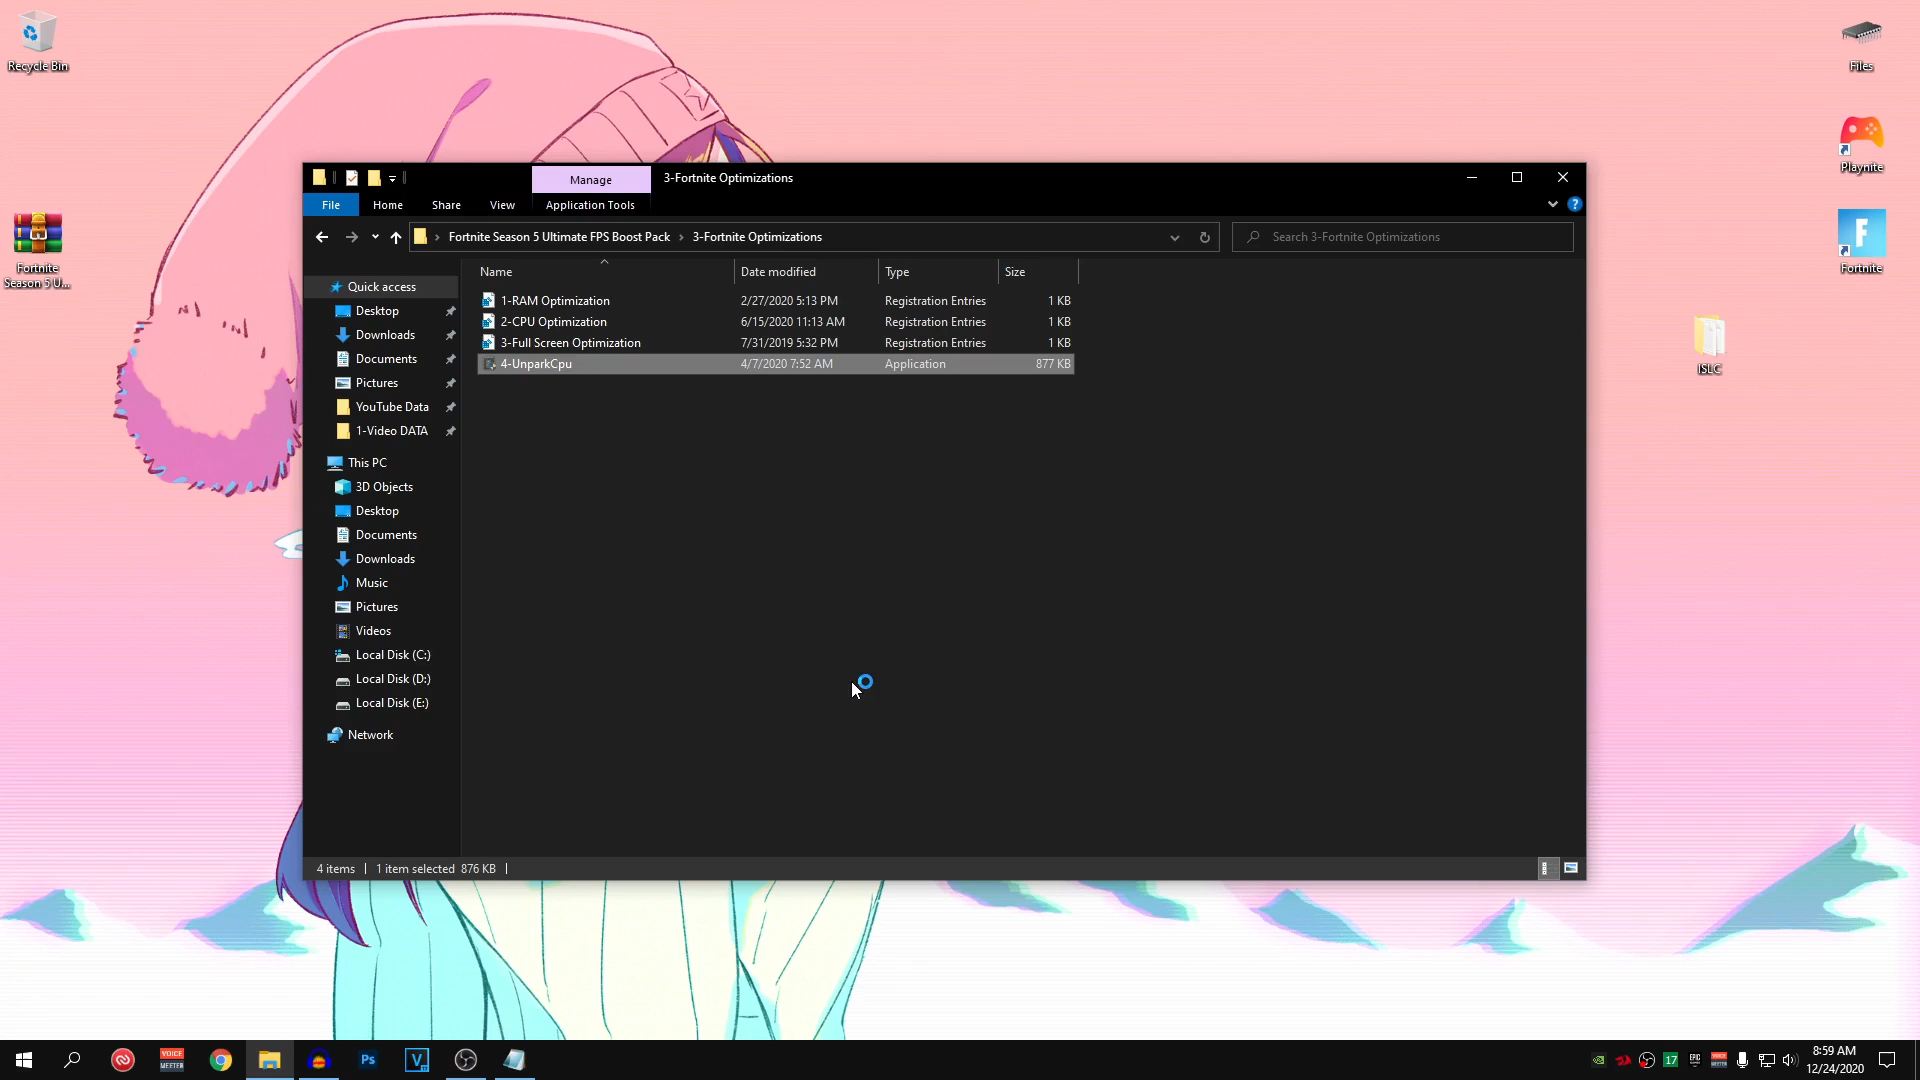 Recycle Bin
Fortnite
Season 5 U...
Files
Playnite
Fortnite
ISLC
Manage
3-Fortnite Optimizations
File
Home
Share
View
Application Tools
Fortnite Season 5 Ultimate FPS Boost Pack
3-Fortnite Optimizations
Search 3-Fortnite Optimizations
Name
Date modified
Type
Size
1-RAM Optimization 2/27/2020 5:13 PM Registration Entries 1 KB
2-CPU Optimization 6/15/2020 11:13 AM Registration Entries 1 KB
3-Full Screen Optimization 7/31/2019 5:32 PM Registration Entries 1 KB
4-UnparkCpu 4/7/2020 7:52 AM Application 877 KB
Quick access
Desktop
Downloads
Documents
Pictures
YouTube Data
1-Video DATA
This PC
3D Objects
Desktop
Documents
Downloads
Music
Pictures
Videos
Local Disk (C:)
Local Disk (D:)
Local Disk (E:)
Network
4 items
1 item selected 876 KB
VOICE
MEETER
Ps
V
17
EPIC
8:59 AM
12/24/2020